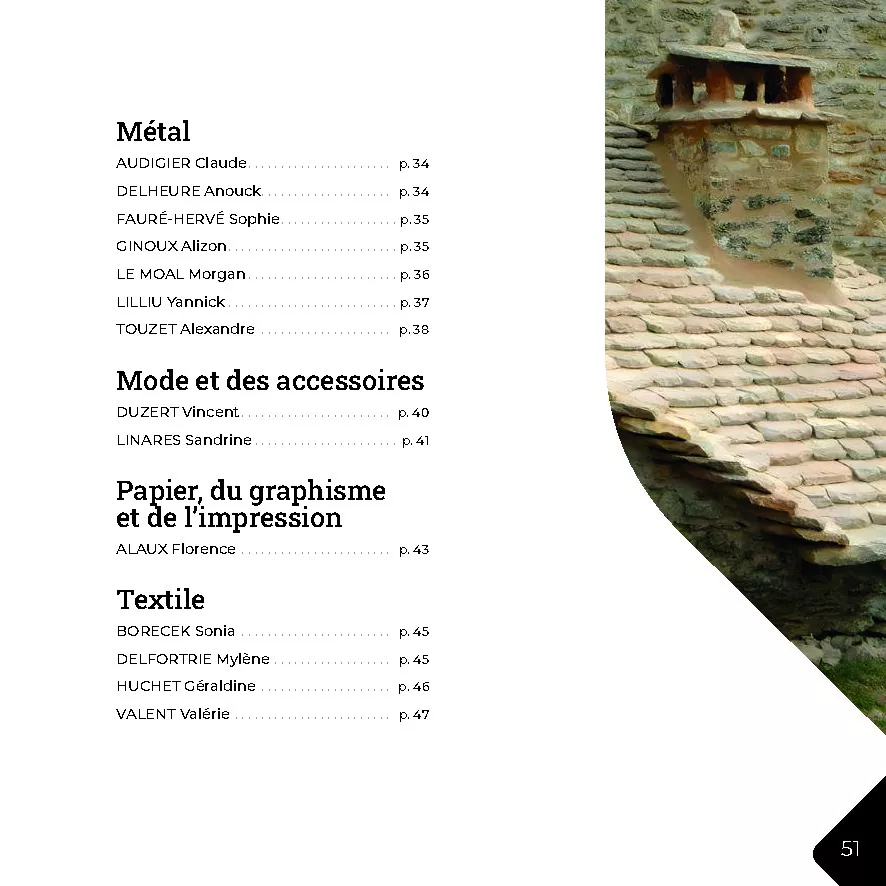 Métal
AUDIGIER Claude. . . . . . . . . . . . . . . . . . . . . . p. 34
DELHEURE Anouck. . . . . . . . . . . . . . . . . . . . p. 34
FAURÉ-HERVÉ Sophie. . . . . . . . . . . . . . . . . . p. 35
GINOUX Alizon. . . . . . . . . . . . . . . . . . . . . . . . . . p. 35
LE MOAL Morgan. . . . . . . . . . . . . . . . . . . . . . . p. 36
LILLIU Yannick . . . . . . . . . . . . . . . . . . . . . . . . . . p. 37
TOUZET Alexandre . . . . . . . . . . . . . . . . . . . . p. 38
Mode et des accessoires
DUZERT Vincent. . . . . . . . . . . . . . . . . . . . . . . p. 40
LINARES Sandrine . . . . . . . . . . . . . . . . . . . . . . p. 41
Papier, du graphisme
et de l'impression
ALAUX Florence . . . . . . . . . . . . . . . . . . . . . . . p. 43
Textile
BORECEK Sonia . . . . . . . . . . . . . . . . . . . . . . . p. 45
DELFORTRIE Mylène . . . . . . . . . . . . . . . . . . p. 45
HUCHET Géraldine . . . . . . . . . . . . . . . . . . . . p. 46
VALENT Valérie . . . . . . . . . . . . . . . . . . . . . . . . p. 47
51